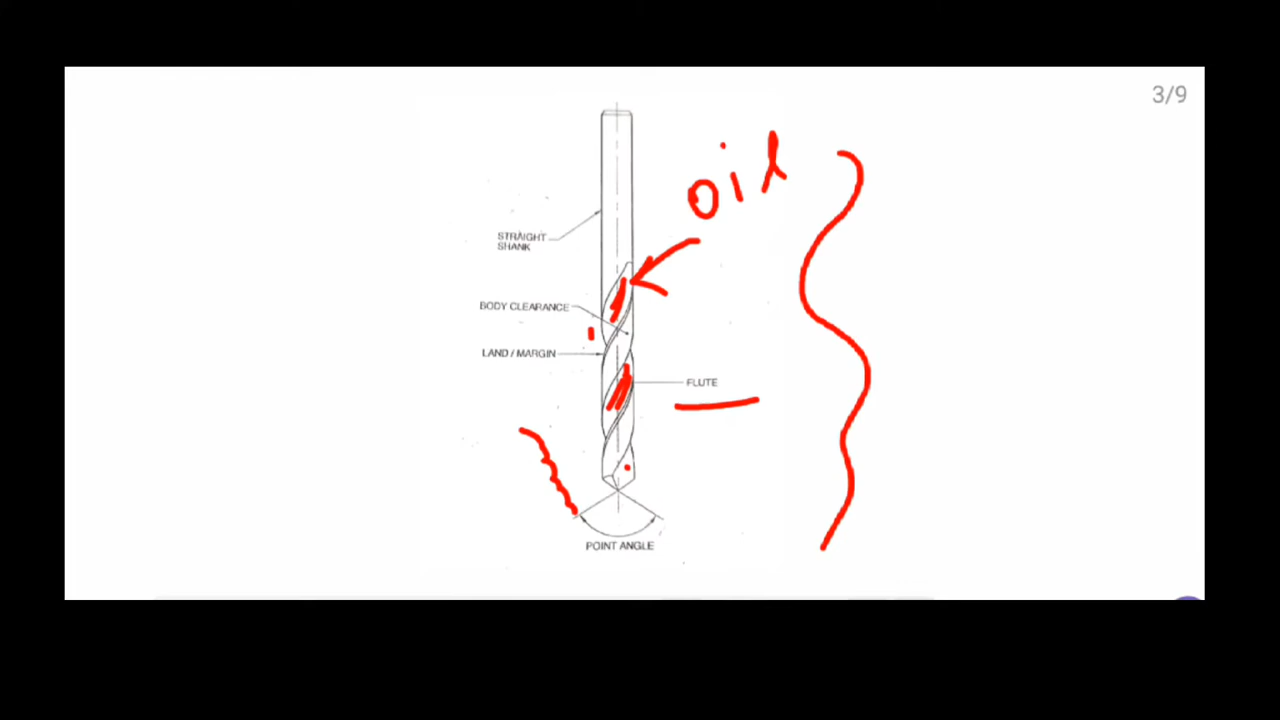 3/9
oil
STRAIGHT
SHANK
BODY CLEARANCE
LAND / MARGIN
FLUTE
POINT ANGLE